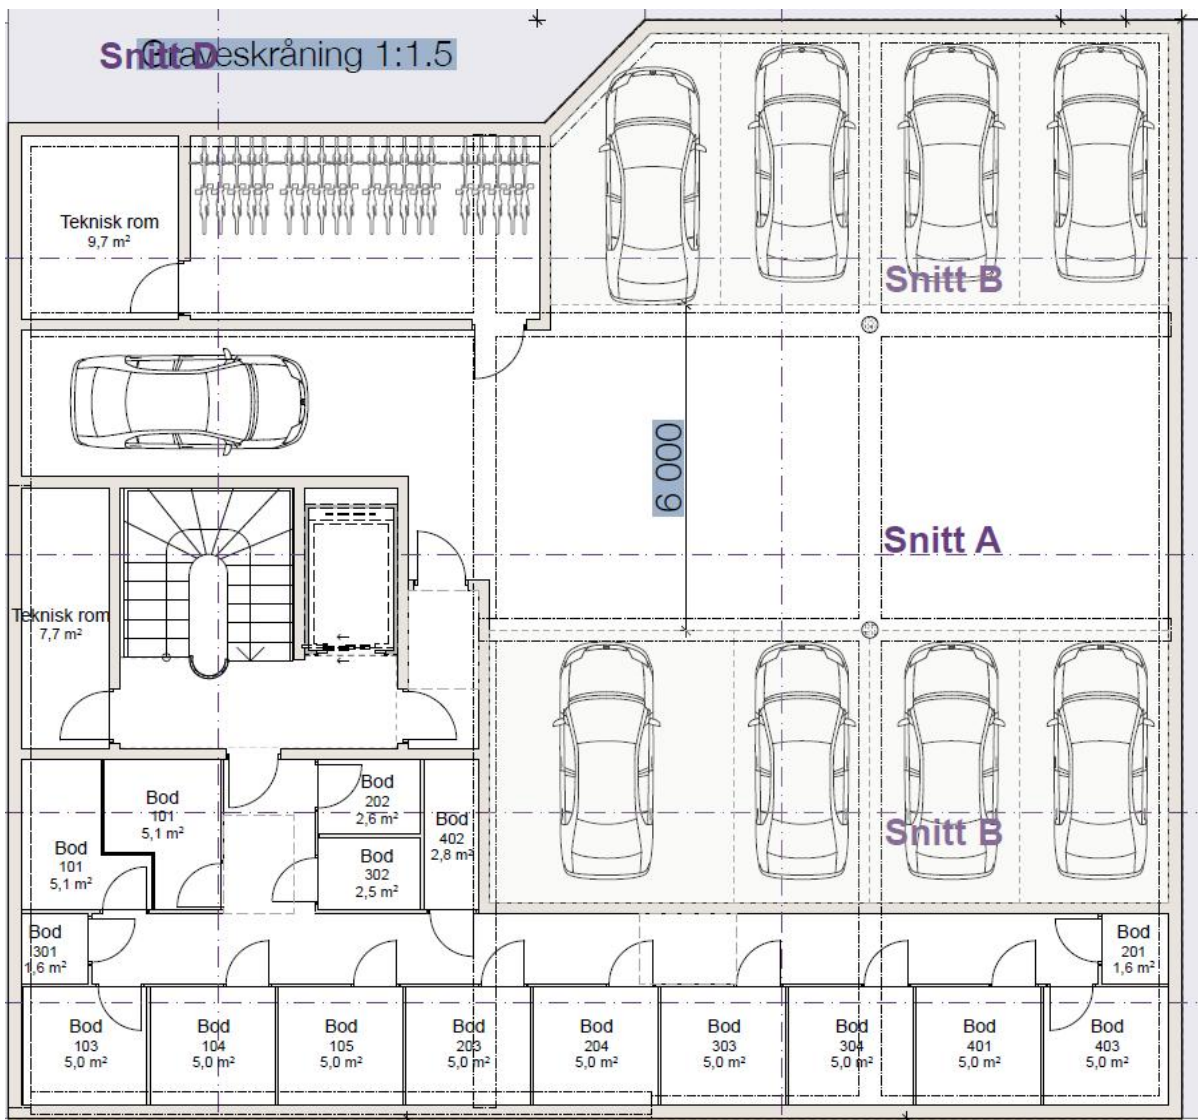 Snitt D
Graveskråning 1:1.5
Teknisk rom
9,7 m²
Snitt B
6 000
Snitt A
Teknisk rom
7,7 m²
Bod
101
5,1 m²
Bod
101
5,1 m²
Bod
202
2,6 m²
Bod
302
2,5 m²
Bod
402
2,8 m²
Snitt B
Bod
301
1,6 m²
Bod
201
1,6 m²
Bod
103
5,0 m²
Bod
104
5,0 m²
Bod
105
5,0 m²
Bod
203
5,0 m²
Bod
204
5,0 m²
Bod
303
5,0 m²
Bod
304
5,0 m²
Bod
401
5,0 m²
Bod
403
5,0 m²